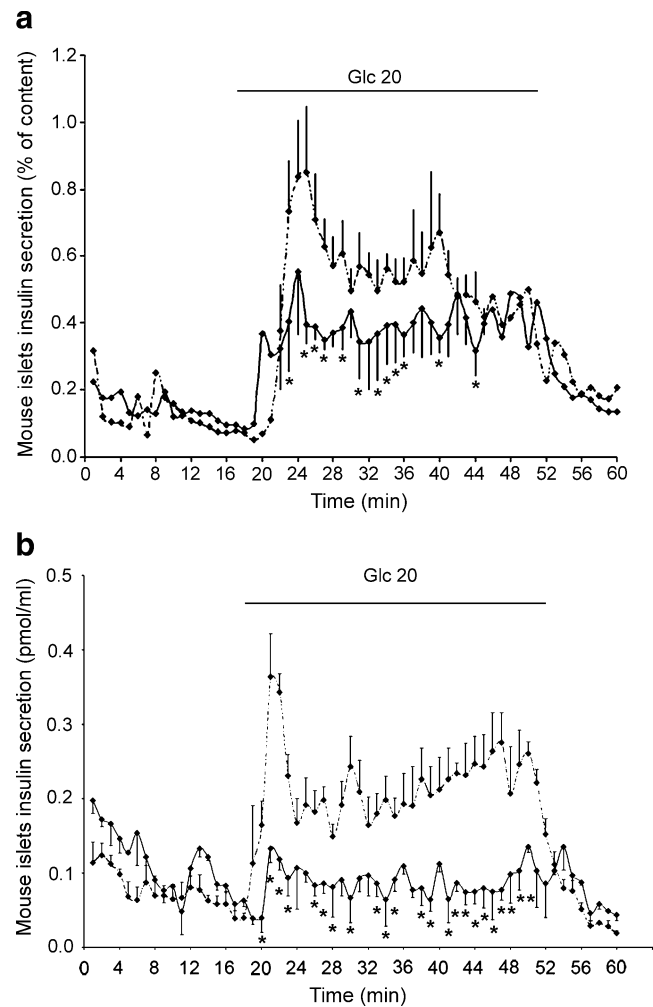 a
Mouse islets insulin secretion (% of content)
1.2
1.0
0.8
0.6
0.4
0.2
0.0
Glc 20
* * * * * * * * * * * *
0 4 8 12 16 20 24 28 32 36 40 44 48 52 56 60
Time (min)
b
Mouse islets insulin secretion (pmol/ml)
0.5
0.4
0.3
0.2
0.1
0.0
Glc 20
* * * * * * * * * * * * * * * * * * * * * * *
0 4 8 12 16 20 24 28 32 36 40 44 48 52 56 60 64
Time (min)